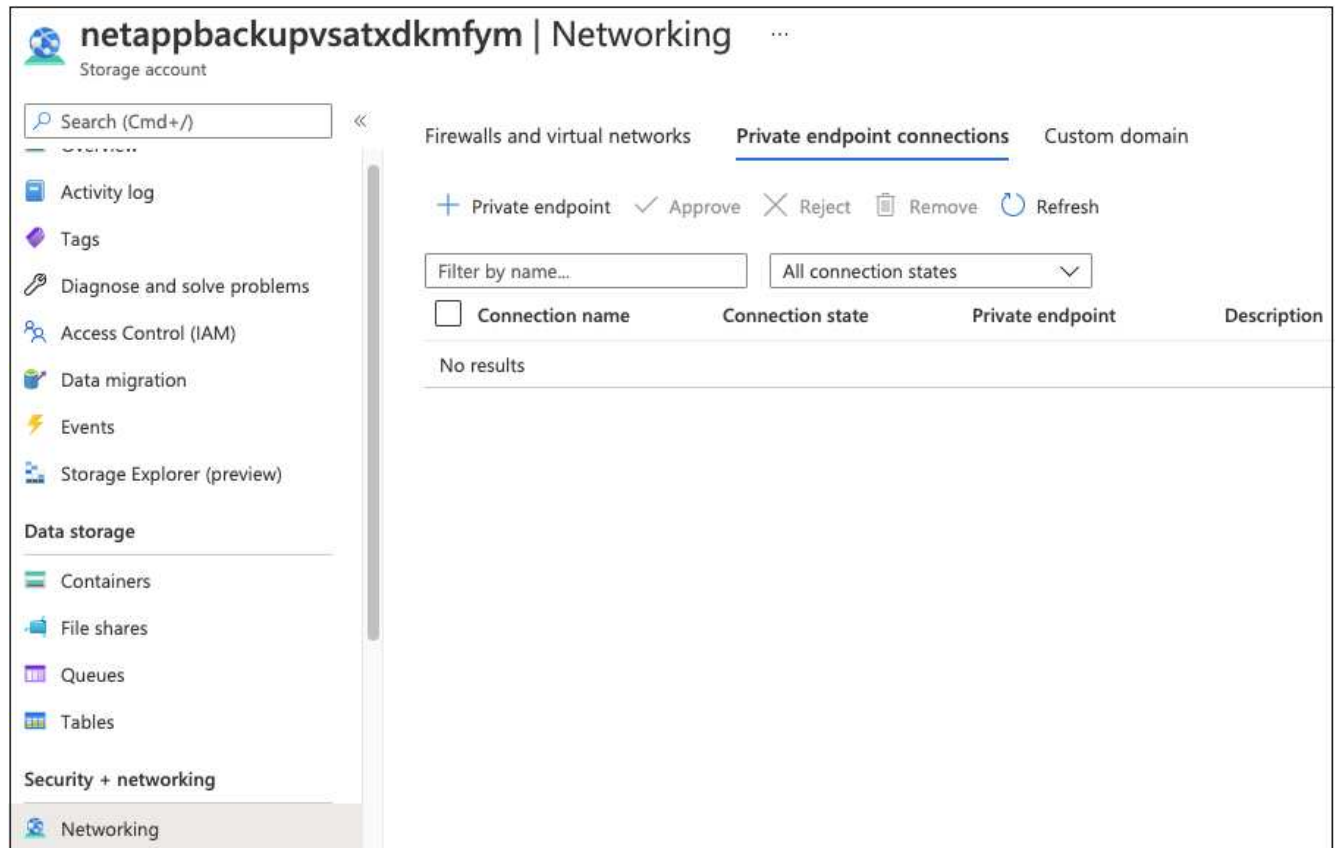 netappbackupvsatxdkmfym | Networking ...
Storage account
Search (Cmd+/) «
Firewalls and virtual networks Private endpoint connections Custom domain
Activity log
+ Private endpoint Approve Reject Remove Refresh
Tags
Filter by name... All connection states
Diagnose and solve problems
Connection name Connection state Private endpoint Description
Access Control (IAM)
No results
Data migration
Events
Storage Explorer (preview)
Data storage
Containers
File shares
Queues
Tables
Security + networking
Networking